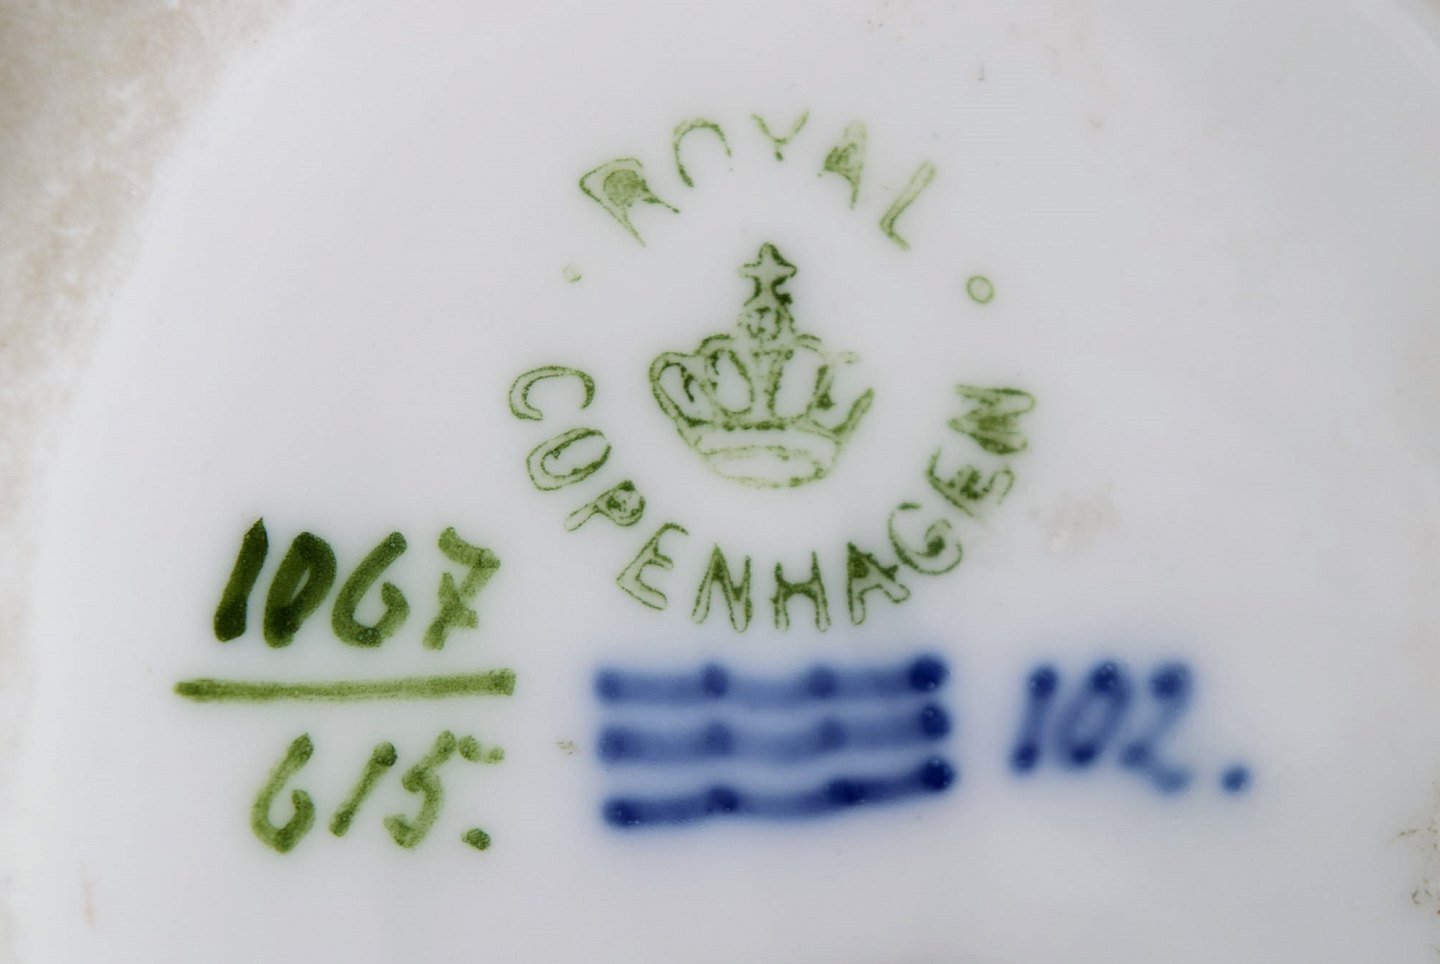 ROYAL
COPENHAGEN
1067
615.
102.